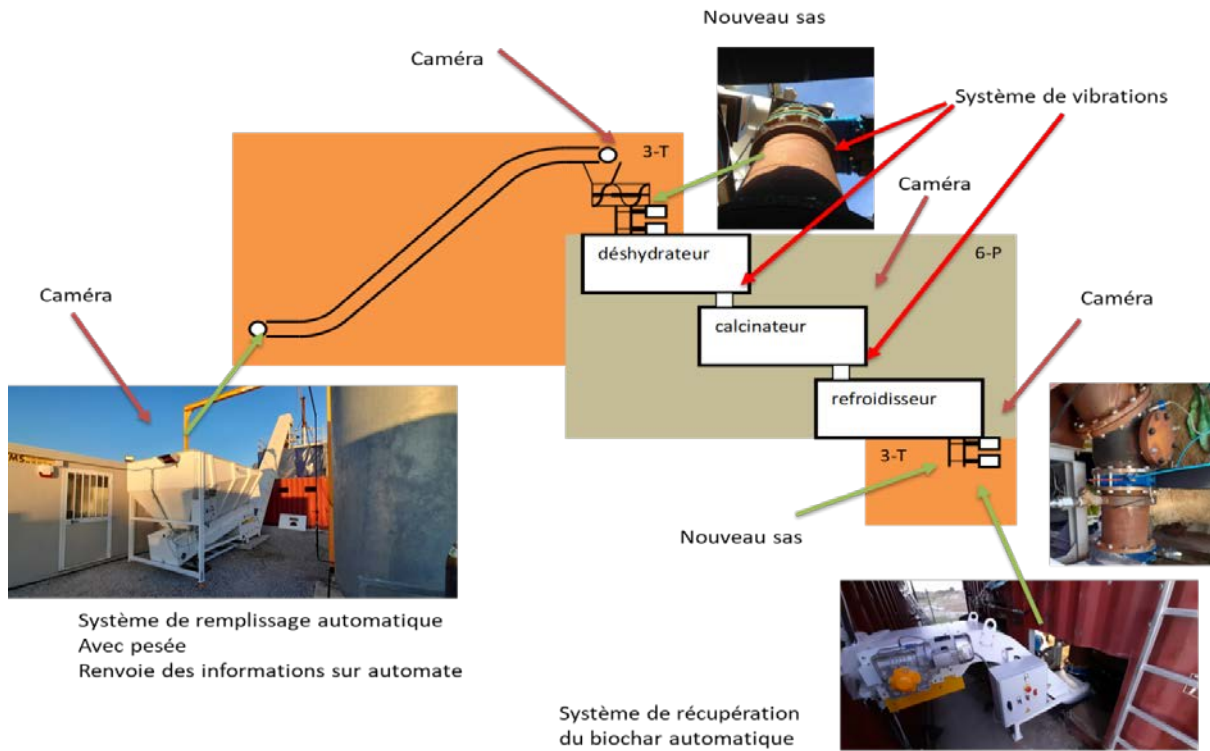 Nouveau sas
Caméra
Système de vibrations
3-T
Caméra
déshydrateur
6-P
Caméra
Caméra
calcinateur
refroidisseur
3-T
Nouveau sas
MS
Système de remplissage automatique
Avec pesée
Renvoie des informations sur automate
Système de récupération
du biochar automatique